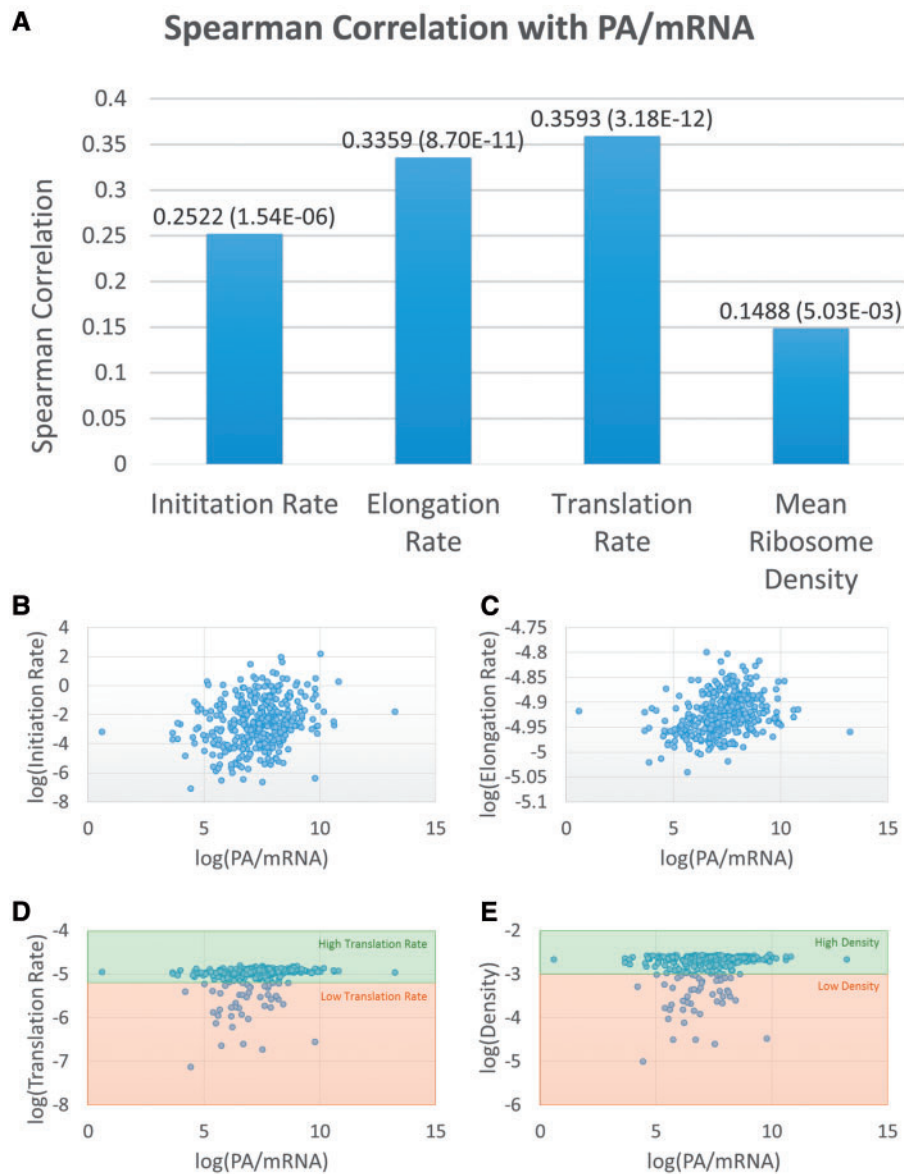 A
Spearman Correlation with PA/mRNA
Spearman Correlation
0.4
0.35
0.3
0.25
0.2
0.15
0.1
0.05
0
0.2522 (1.54E-06)
0.3359 (8.70E-11)
0.3593 (3.18E-12)
0.1488 (5.03E-03)
Inititation Rate
Elongation
Rate
Translation
Rate
Mean
Ribosome
Density
B
log(Initiation Rate)
4
2
0
-2
-4
-6
-8
0 5 10 15
log(PA/mRNA)
C
log(Elongation Rate)
-4.75
-4.8
-4.85
-4.9
-4.95
-5
-5.05
-5.1
0 5 10 15
log(PA/mRNA)
D
log(Translation Rate)
-4
-5
-6
-7
-8
High Translation Rate
Low Translation Rate
0 5 10 15
log(PA/mRNA)
E
log(Density)
-2
-3
-4
-5
-6
High Density
Low Density
0 5 10 15
log(PA/mRNA)